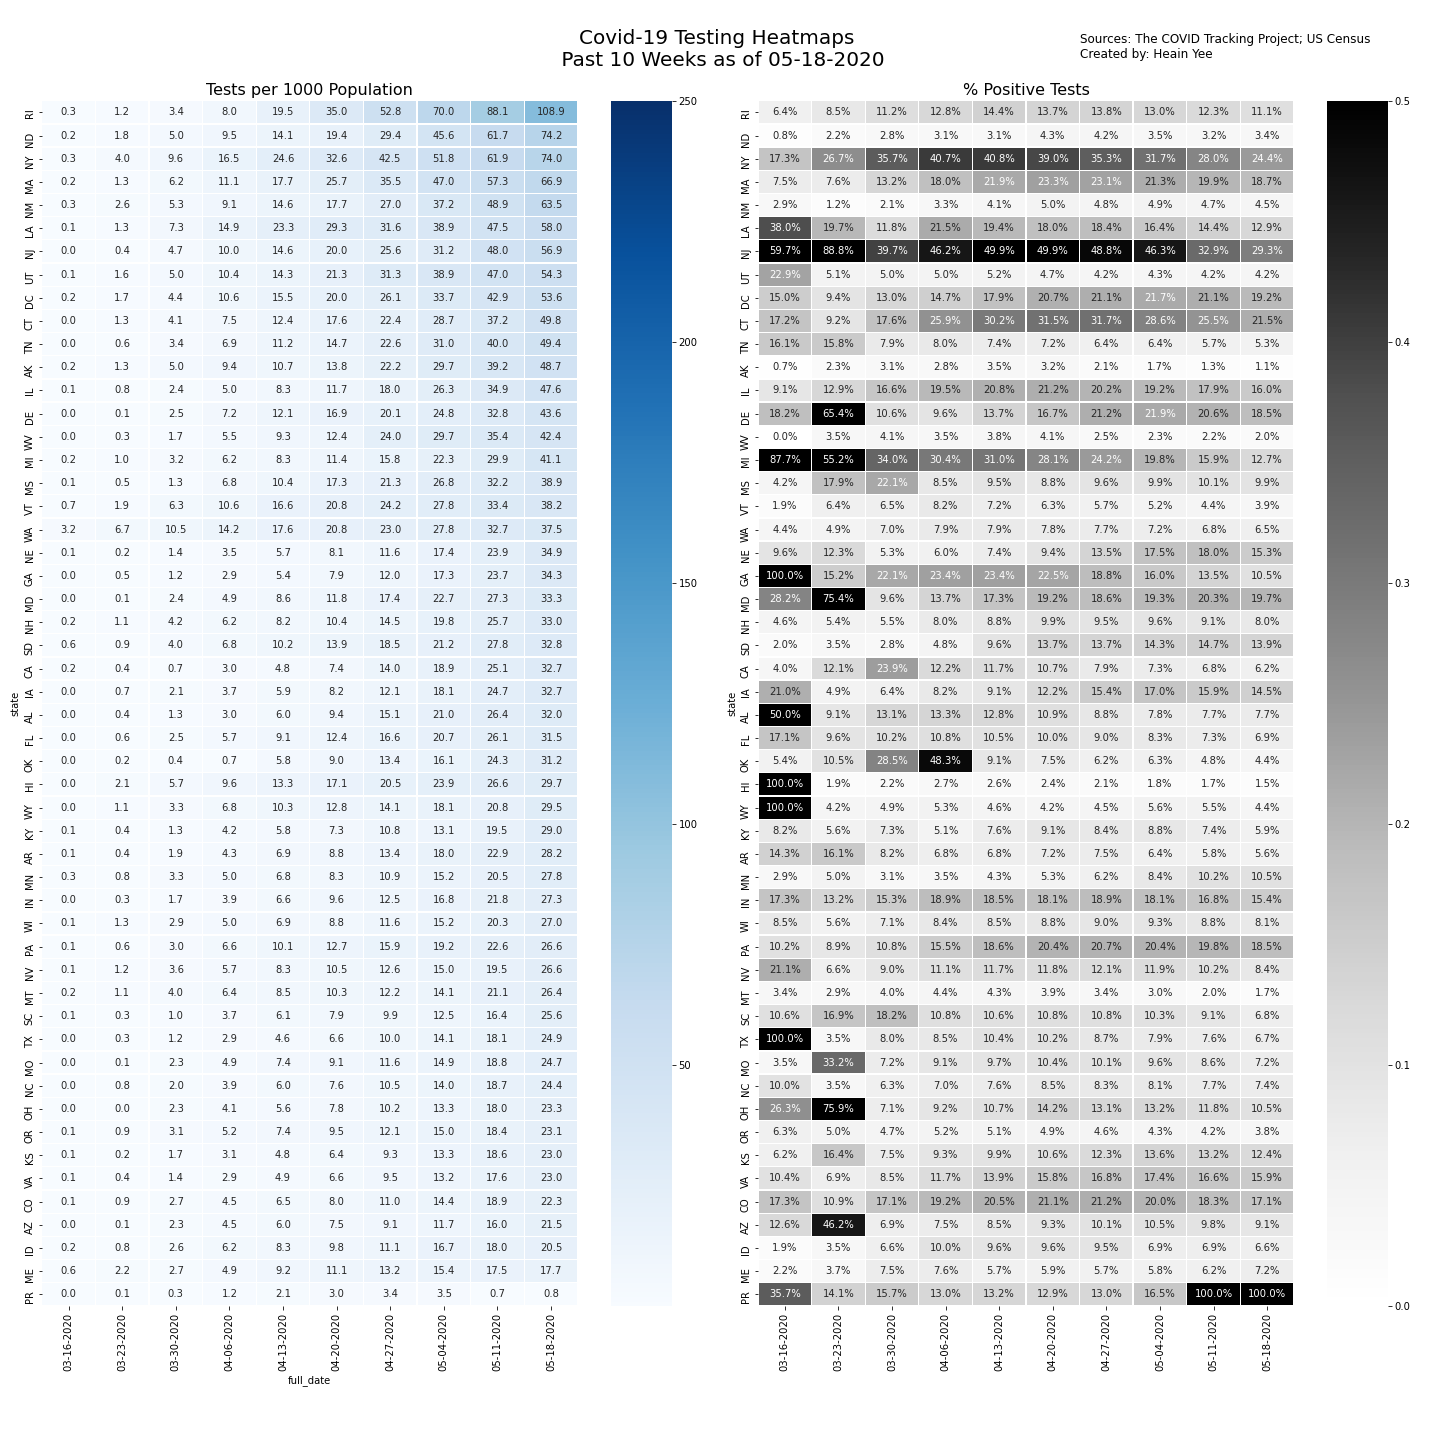 Covid-19 Testing Heatmaps
Past 10 Weeks as of 05-18-2020
Sources: The COVID Tracking Project; US Census
Created by: Heain Yee
Tests per 1000 Population
% Positive Tests
RI 0.3 1.2 3.4 8.0 19.5 35.0 52.8 70.0 88.1 108.9
ND 0.2 1.8 5.0 9.5 14.1 19.4 29.4 45.6 61.7 74.2
NY 0.3 4.0 9.6 16.5 24.6 32.6 42.5 51.8 61.9 74.0
MA 0.2 1.3 6.2 11.1 17.7 25.7 35.5 47.0 57.3 66.9
NM 0.3 2.6 5.3 9.1 14.6 17.7 27.0 37.2 48.9 63.5
LA 0.1 1.3 7.3 14.9 23.3 29.3 31.6 38.9 47.5 58.0
NJ 0.0 0.4 4.7 10.0 14.6 20.0 25.6 31.2 48.0 56.9
UT 0.1 1.6 5.0 10.4 14.3 21.3 31.3 38.9 47.0 54.3
DC 0.2 1.7 4.4 10.6 15.5 20.0 26.1 33.7 42.9 53.6
CT 0.0 1.3 4.1 7.5 12.4 17.6 22.4 28.7 37.2 49.8
TN 0.0 0.6 3.4 6.9 11.2 14.7 22.6 31.0 40.0 49.4
AK 0.2 1.3 5.0 9.4 10.7 13.8 22.2 29.7 39.2 48.7
IL 0.1 0.8 2.4 5.0 8.3 11.7 18.0 26.3 34.9 47.6
DE 0.0 0.1 2.5 7.2 12.1 16.9 20.1 24.8 32.8 43.6
WV 0.0 0.3 1.7 5.5 9.3 12.4 24.0 29.7 35.4 42.4
MI 0.2 1.0 3.2 6.2 8.3 11.4 15.8 22.3 29.9 41.1
MS 0.1 0.5 1.3 6.8 10.4 17.3 21.3 26.8 32.2 38.9
VT 0.7 1.9 6.3 10.6 16.6 20.8 24.2 27.8 33.4 38.2
WA 3.2 6.7 10.5 14.2 17.6 20.8 23.0 27.8 32.7 37.5
NE 0.1 0.2 1.4 3.5 5.7 8.1 11.6 17.4 23.9 34.9
GA 0.0 0.5 1.2 2.9 5.4 7.9 12.0 17.3 23.7 34.3
MD 0.0 0.1 2.4 4.9 8.6 11.8 17.4 22.7 27.3 33.3
NH 0.2 1.1 4.2 6.2 8.2 10.4 14.5 19.8 25.7 33.0
SD 0.6 0.9 4.0 6.8 10.2 13.9 18.5 21.2 27.8 32.8
CA 0.2 0.4 0.7 3.0 4.8 7.4 14.0 18.9 25.1 32.7
IA 0.0 0.7 2.1 3.7 5.9 8.2 12.1 18.1 24.7 32.7
AL 0.0 0.4 1.3 3.0 6.0 9.4 15.1 21.0 26.4 32.0
FL 0.0 0.6 2.5 5.7 9.1 12.4 16.6 20.7 26.1 31.5
OK 0.0 0.2 0.4 0.7 5.8 9.0 13.4 16.1 24.3 31.2
HI 0.0 2.1 5.7 9.6 13.3 17.1 20.5 23.9 26.6 29.7
WY 0.0 1.1 3.3 6.8 10.3 12.8 14.1 18.1 20.8 29.5
KY 0.1 0.4 1.3 4.2 5.8 7.3 10.8 13.1 19.5 29.0
AR 0.1 0.4 1.9 4.3 6.9 8.8 13.4 18.0 22.9 28.2
MN 0.3 0.8 3.3 5.0 6.8 8.3 10.9 15.2 20.5 27.8
IN 0.0 0.3 1.7 3.9 6.6 9.6 12.5 16.8 21.8 27.3
WI 0.1 1.3 2.9 5.0 6.9 8.8 11.6 15.2 20.3 27.0
PA 0.1 0.6 3.0 6.6 10.1 12.7 15.9 19.2 22.6 26.6
NV 0.1 1.2 3.6 5.7 8.3 10.5 12.6 15.0 19.5 26.6
MT 0.2 1.1 4.0 6.4 8.5 10.3 12.2 14.1 21.1 26.4
SC 0.1 0.3 1.0 3.7 6.1 7.9 9.9 12.5 16.4 25.6
TX 0.0 0.3 1.2 2.9 4.6 6.6 10.0 14.1 18.1 24.9
MO 0.0 0.1 2.3 4.9 7.4 9.1 11.6 14.9 18.8 24.7
NC 0.0 0.8 2.0 3.9 6.0 7.6 10.5 14.0 18.7 24.4
OH 0.0 0.0 2.3 4.1 5.6 7.8 10.2 13.3 18.0 23.3
OR 0.1 0.9 3.1 5.2 7.4 9.5 12.1 15.0 18.4 23.1
KS 0.1 0.2 1.7 3.1 4.8 6.4 9.3 13.3 18.6 23.0
VA 0.1 0.4 1.4 2.9 4.9 6.6 9.5 13.2 17.6 23.0
CO 0.1 0.9 2.7 4.5 6.5 8.0 11.0 14.4 18.9 22.3
AZ 0.0 0.1 2.3 4.5 6.0 7.5 9.1 11.7 16.0 21.5
ID 0.2 0.8 2.6 6.2 8.3 9.8 11.1 16.7 18.0 20.5
ME 0.6 2.2 2.7 4.9 9.2 11.1 13.2 15.4 17.5 17.7
PR 0.0 0.1 0.3 1.2 2.1 3.0 3.4 3.5 0.7 0.8
state
03-16-2020 03-23-2020 03-30-2020 04-06-2020 04-13-2020 04-20-2020 04-27-2020 05-04-2020 05-11-2020 05-18-2020
full_date
250
200
150
100
50
RI 6.4% 8.5% 11.2% 12.8% 14.4% 13.7% 13.8% 13.0% 12.3% 11.1%
ND 0.8% 2.2% 2.8% 3.1% 3.1% 4.3% 4.2% 3.5% 3.2% 3.4%
NY 17.3% 26.7% 35.7% 40.7% 40.8% 39.0% 35.3% 31.7% 28.0% 24.4%
MA 7.5% 7.6% 13.2% 18.0% 21.9% 23.3% 23.1% 21.3% 19.9% 18.7%
NM 2.9% 1.2% 2.1% 3.3% 4.1% 5.0% 4.8% 4.9% 4.7% 4.5%
LA 38.0% 19.7% 11.8% 21.5% 19.4% 18.0% 18.4% 16.4% 14.4% 12.9%
NJ 59.7% 88.8% 39.7% 46.2% 49.9% 49.9% 48.8% 46.3% 32.9% 29.3%
UT 22.9% 5.1% 5.0% 5.0% 5.2% 4.7% 4.2% 4.3% 4.2% 4.2%
DC 15.0% 9.4% 13.0% 14.7% 17.9% 20.7% 21.1% 21.7% 21.1% 19.2%
CT 17.2% 9.2% 17.6% 25.9% 30.2% 31.5% 31.7% 28.6% 25.5% 21.5%
TN 16.1% 15.8% 7.9% 8.0% 7.4% 7.2% 6.4% 6.4% 5.7% 5.3%
AK 0.7% 2.3% 3.1% 2.8% 3.5% 3.2% 2.1% 1.7% 1.3% 1.1%
IL 9.1% 12.9% 16.6% 19.5% 20.8% 21.2% 20.2% 19.2% 17.9% 16.0%
DE 18.2% 65.4% 10.6% 9.6% 13.7% 16.7% 21.2% 21.9% 20.6% 18.5%
WV 0.0% 3.5% 4.1% 3.5% 3.8% 4.1% 2.5% 2.3% 2.2% 2.0%
MI 87.7% 55.2% 34.0% 30.4% 31.0% 28.1% 24.2% 19.8% 15.9% 12.7%
MS 4.2% 17.9% 22.1% 8.5% 9.5% 8.8% 9.6% 9.9% 10.1% 9.9%
VT 1.9% 6.4% 6.5% 8.2% 7.2% 6.3% 5.7% 5.2% 4.4% 3.9%
WA 4.4% 4.9% 7.0% 7.9% 7.9% 7.8% 7.7% 7.2% 6.8% 6.5%
NE 9.6% 12.3% 5.3% 6.0% 7.4% 9.4% 13.5% 17.5% 18.0% 15.3%
GA 100.0% 15.2% 22.1% 23.4% 23.4% 22.5% 18.8% 16.0% 13.5% 10.5%
MD 28.2% 75.4% 9.6% 13.7% 17.3% 19.2% 18.6% 19.3% 20.3% 19.7%
NH 4.6% 5.4% 5.5% 8.0% 8.8% 9.9% 9.5% 9.6% 9.1% 8.0%
SD 2.0% 3.5% 2.8% 4.8% 9.6% 13.7% 13.7% 14.3% 14.7% 13.9%
CA 4.0% 12.1% 23.9% 12.2% 11.7% 10.7% 7.9% 7.3% 6.8% 6.2%
IA 21.0% 4.9% 6.4% 8.2% 9.1% 12.2% 15.4% 17.0% 15.9% 14.5%
AL 50.0% 9.1% 13.1% 13.3% 12.8% 10.9% 8.8% 7.8% 7.7% 7.7%
FL 17.1% 9.6% 10.2% 10.8% 10.5% 10.0% 9.0% 8.3% 7.3% 6.9%
OK 5.4% 10.5% 28.5% 48.3% 9.1% 7.5% 6.2% 6.3% 4.8% 4.4%
HI 100.0% 1.9% 2.2% 2.7% 2.6% 2.4% 2.1% 1.8% 1.7% 1.5%
WY 100.0% 4.2% 4.9% 5.3% 4.6% 4.2% 4.5% 5.6% 5.5% 4.4%
KY 8.2% 5.6% 7.3% 5.1% 7.6% 9.1% 8.4% 8.8% 7.4% 5.9%
AR 14.3% 16.1% 8.2% 6.8% 6.8% 7.2% 7.5% 6.4% 5.8% 5.6%
MN 2.9% 5.0% 3.1% 3.5% 4.3% 5.3% 6.2% 8.4% 10.2% 10.5%
IN 17.3% 13.2% 15.3% 18.9% 18.5% 18.1% 18.9% 18.1% 16.8% 15.4%
WI 8.5% 5.6% 7.1% 8.4% 8.5% 8.8% 9.0% 9.3% 8.8% 8.1%
PA 10.2% 8.9% 10.8% 15.5% 18.6% 20.4% 20.7% 20.4% 19.8% 18.5%
NV 21.1% 6.6% 9.0% 11.1% 11.7% 11.8% 12.1% 11.9% 10.2% 8.4%
MT 3.4% 2.9% 4.0% 4.4% 4.3% 3.9% 3.4% 3.0% 2.0% 1.7%
SC 10.6% 16.9% 18.2% 10.8% 10.6% 10.8% 10.8% 10.3% 9.1% 6.8%
TX 100.0% 3.5% 8.0% 8.5% 10.4% 10.2% 8.7% 7.9% 7.6% 6.7%
MO 3.5% 33.2% 7.2% 9.1% 9.7% 10.4% 10.1% 9.6% 8.6% 7.2%
NC 10.0% 3.5% 6.3% 7.0% 7.6% 8.5% 8.3% 8.1% 7.7% 7.4%
OH 26.3% 75.9% 7.1% 9.2% 10.7% 14.2% 13.1% 13.2% 11.8% 10.5%
OR 6.3% 5.0% 4.7% 5.2% 5.1% 4.9% 4.6% 4.3% 4.2% 3.8%
KS 6.2% 16.4% 7.5% 9.3% 9.9% 10.6% 12.3% 13.6% 13.2% 12.4%
VA 10.4% 6.9% 8.5% 11.7% 13.9% 15.8% 16.8% 17.4% 16.6% 15.9%
CO 17.3% 10.9% 17.1% 19.2% 20.5% 21.1% 21.2% 20.0% 18.3% 17.1%
AZ 12.6% 46.2% 6.9% 7.5% 8.5% 9.3% 10.1% 10.5% 9.8% 9.1%
ID 1.9% 3.5% 6.6% 10.0% 9.6% 9.6% 9.5% 6.9% 6.9% 6.6%
ME 2.2% 3.7% 7.5% 7.6% 5.7% 5.9% 5.7% 5.8% 6.2% 7.2%
PR 35.7% 14.1% 15.7% 13.0% 13.2% 12.9% 13.0% 16.5% 100.0% 100.0%
state
03-16-2020 03-23-2020 03-30-2020 04-06-2020 04-13-2020 04-20-2020 04-27-2020 05-04-2020 05-11-2020 05-18-2020
0.5
0.4
0.3
0.2
0.1
0.0